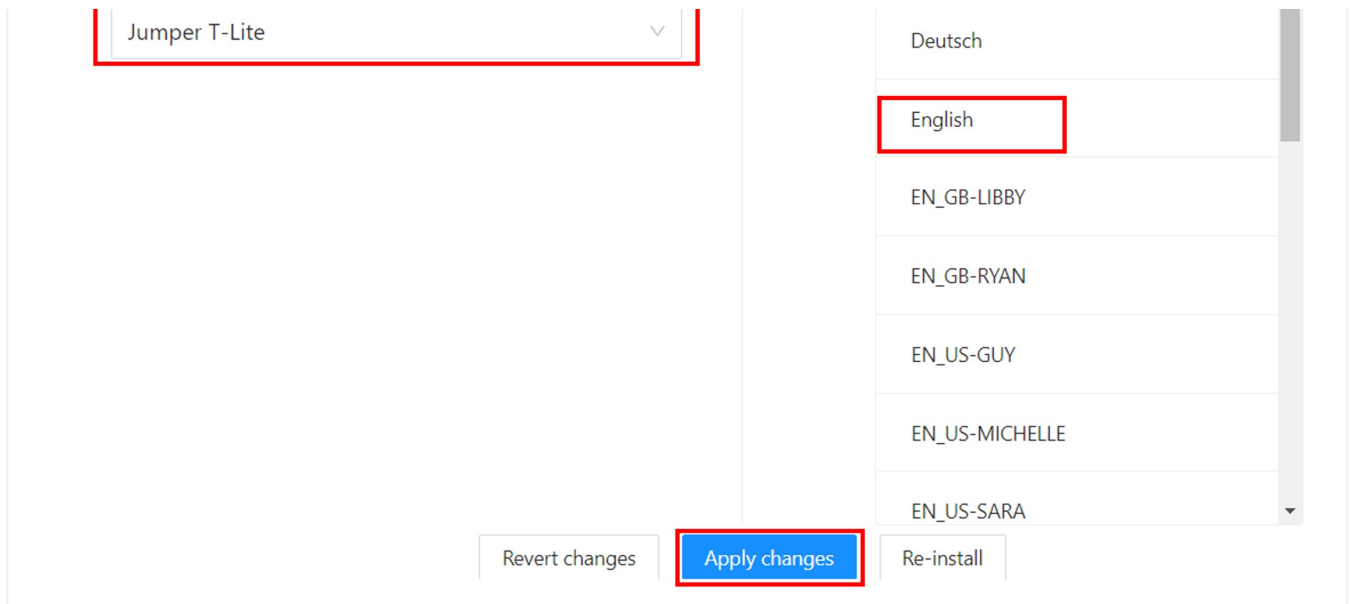 Jumper T-Lite
Deutsch
English
EN_GB-LIBBY
EN_GB-RYAN
EN_US-GUY
EN_US-MICHELLE
EN_US-SARA
Revert changes
Apply changes
Re-install